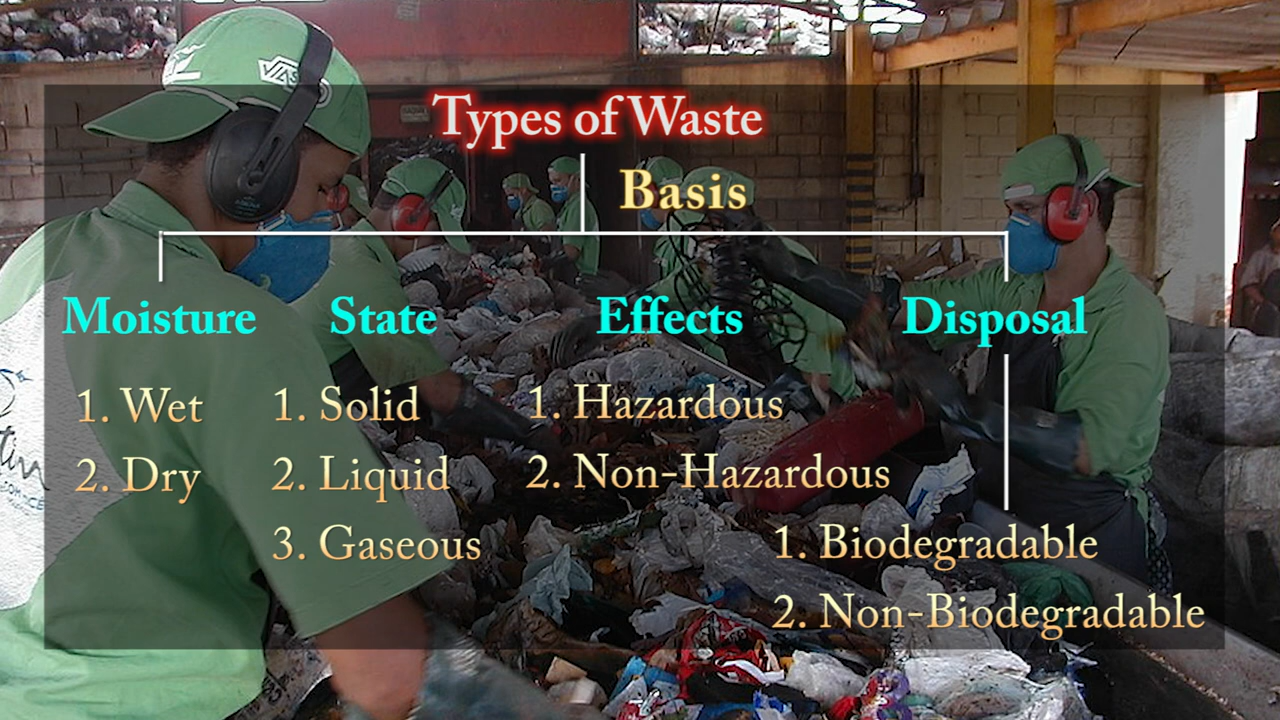 Types of Waste
Basis
Moisture
1. Wet
2. Dry
State
1. Solid
2. Liquid
3. Gaseous
Effects
1. Hazardous
2. Non-Hazardous
Disposal
1. Biodegradable
2. Non-Biodegradable